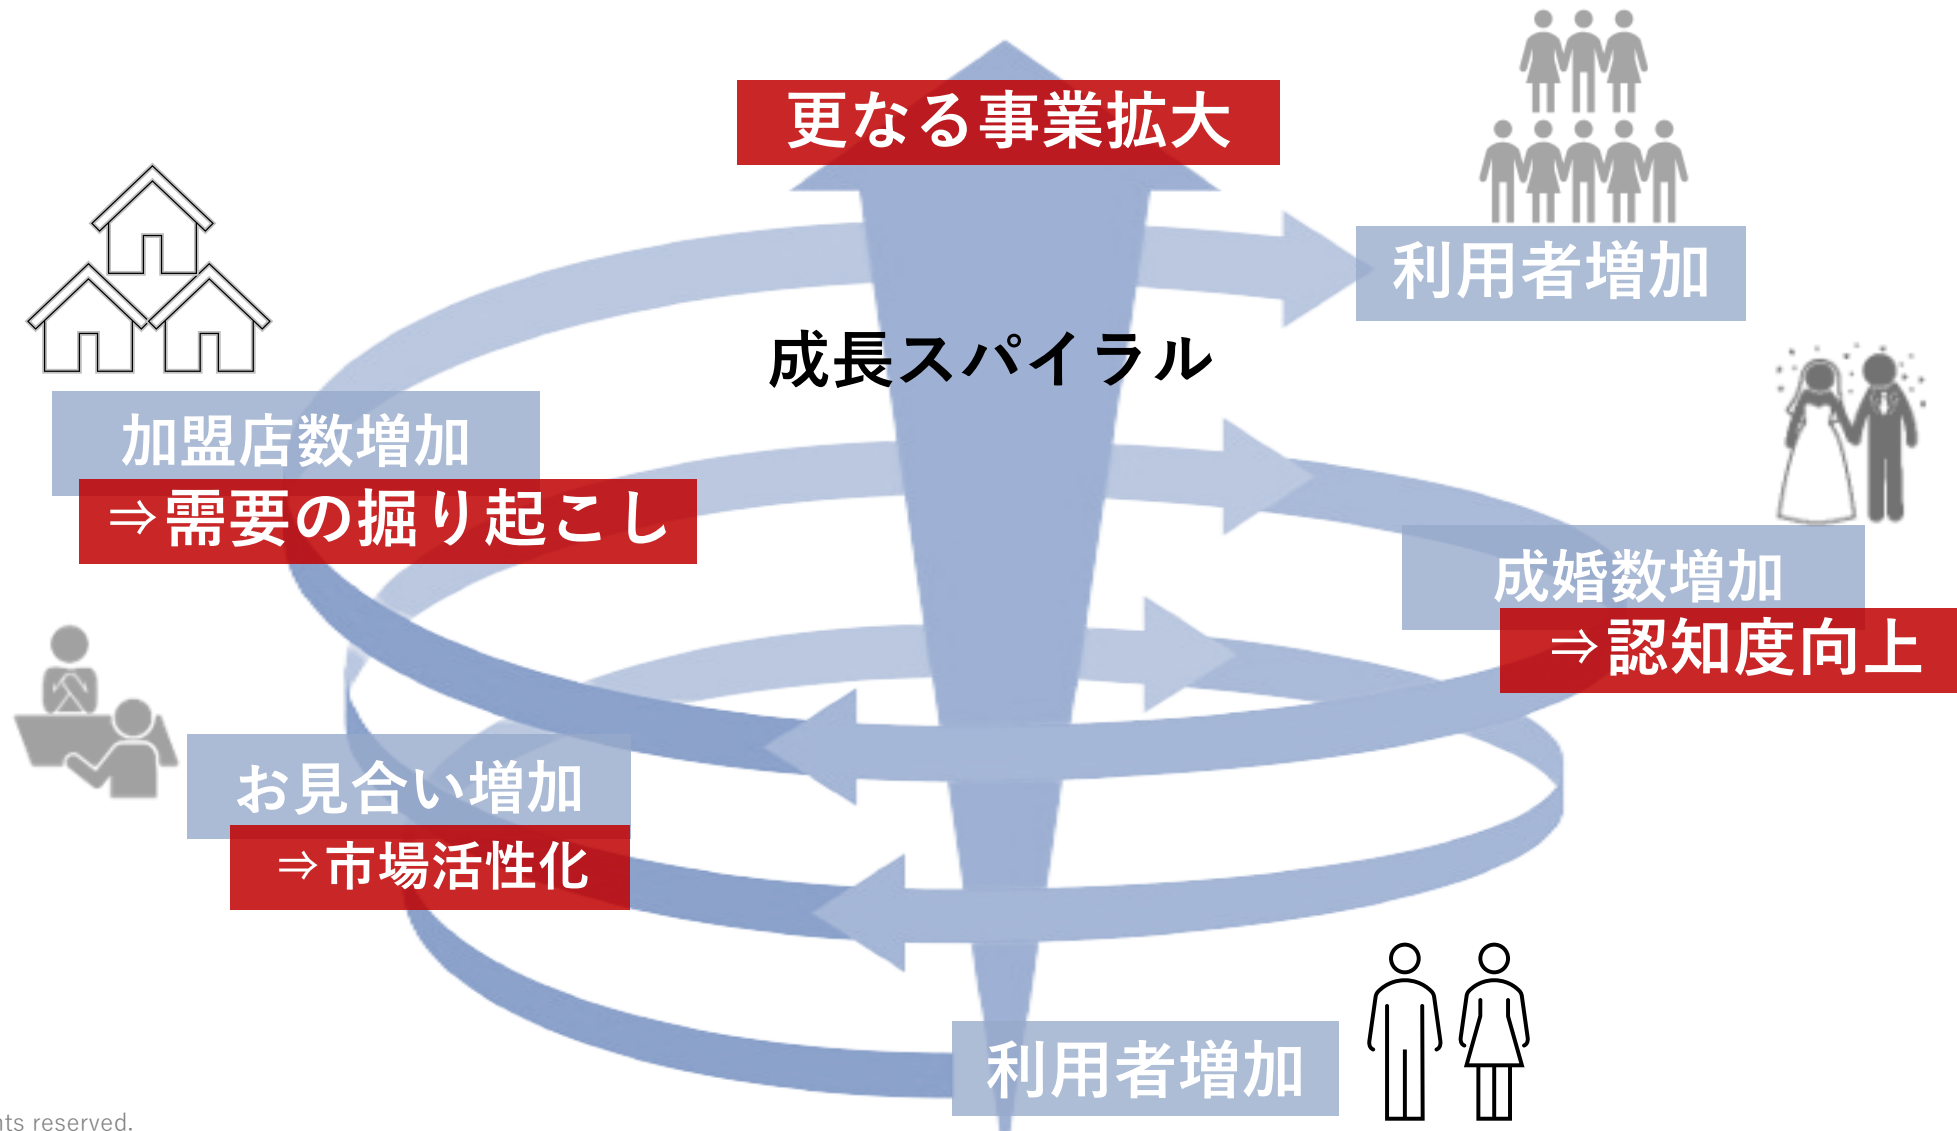 更なる事業拡大
利用者増加
成長スパイラル
加盟店数増加
⇒需要の掘り起こし
成婚数増加
⇒認知度向上
お見合い増加
⇒市場活性化
利用者増加
reserved.